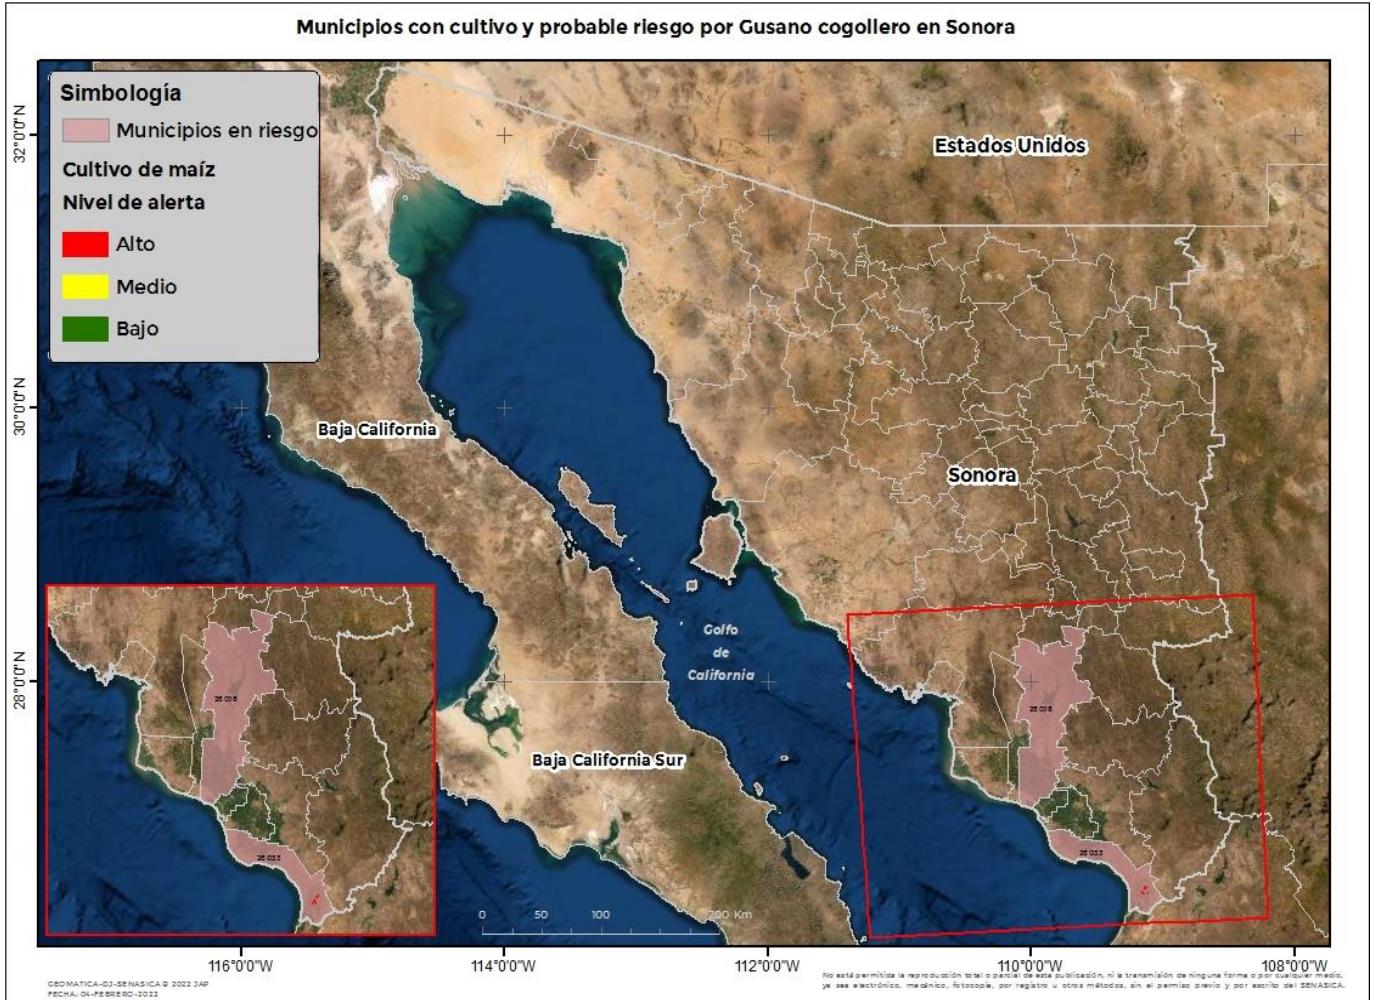 Municipios con cultivo y probable riesgo por Gusano cogollero en Sonora
Simbología
Municipios en riesgo
Cultivo de maíz
Nivel de alerta
Alto
Medio
Bajo
32°0'0"N
30°0'0"N
28°0'0"N
Estados Unidos
Baja California
Sonora
Golfo
de
California
Baja California Sur
26018
26033
26018
26033
0 50 100 200 Km
116°0'0"W 114°0'0"W 112°0'0"W 110°0'0"W 108°0'0"W
GEOMATICA-DJ-SENASICA © 2022 JAP
FECHA: 04-FEBRERO-2022
No está permitida la reproducción total o parcial de esta publicación, ni la transmisión de ninguna forma o por cualquier medio,
ya sea electrónico, mecánico, fotocopia, por registro u otros métodos, sin el permiso previo y por escrito del SENASICA.